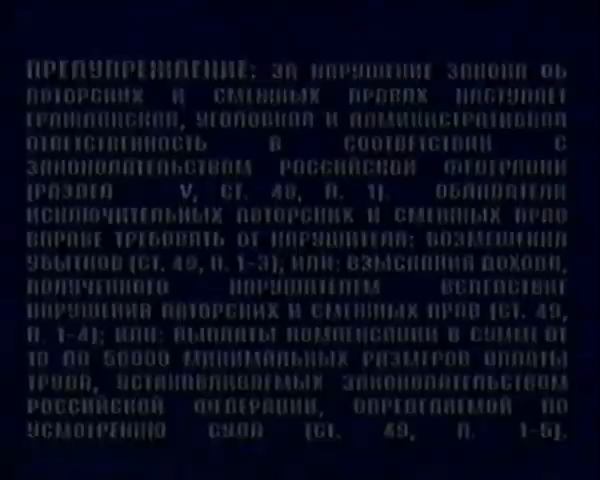 ПРЕДУПРЕЖДЕНИЕ: ЗА НАРУШЕНИЕ ЗАКОНА ОБ
АВТОРСКИХ И СМЕЖНЫХ ПРАВАХ НАСТУПАЕТ
ГРАЖДАНСКАЯ, УГОЛОВНАЯ И АДМИНИСТРАТИВНАЯ
ОТВЕТСТВЕННОСТЬ В СООТВЕТСТВИИ С
ЗАКОНОДАТЕЛЬСТВОМ РОССИЙСКОЙ ФЕДЕРАЦИИ
(РАЗДЕЛ V, СТ. 49, П. 1). ОБЛАДАТЕЛИ
ИСКЛЮЧИТЕЛЬНЫХ АВТОРСКИХ И СМЕЖНЫХ ПРАВ
ВПРАВЕ ТРЕБОВАТЬ ОТ НАРУШИТЕЛЯ: ВОЗМЕЩЕНИЯ
УБЫТКОВ (СТ. 49, П. 1-3); ИЛИ: ВЗЫСКАНИЯ ДОХОДА,
ПОЛУЧЕННОГО НАРУШИТЕЛЕМ ВСЛЕДСТВИЕ
НАРУШЕНИЯ АВТОРСКИХ И СМЕЖНЫХ ПРАВ (СТ. 49,
П. 1-4); ИЛИ: ВЫПЛАТЫ КОМПЕНСАЦИИ В СУММЕ ОТ
10 ДО 50000 МИНИМАЛЬНЫХ РАЗМЕРОВ ОПЛАТЫ
ТРУДА, УСТАНАВЛИВАЕМЫХ ЗАКОНОДАТЕЛЬСТВОМ
РОССИЙСКОЙ ФЕДЕРАЦИИ, ОПРЕДЕЛЯЕМОЙ ПО
УСМОТРЕНИЮ СУДА (СТ. 49, П. 1-5).